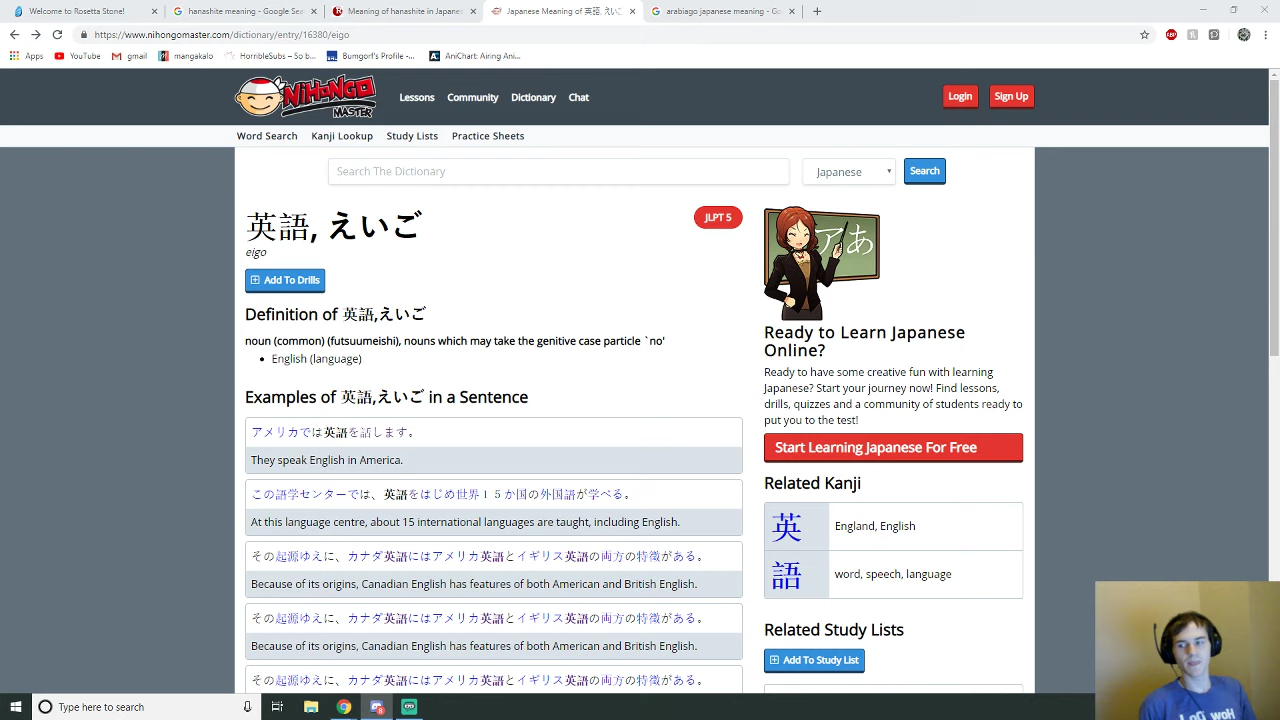 Welcome to Rosetta Stone!
hanashite meaning - Google Sea
Meaning of hanashite in Japanes
Japanese Meaning of 英語, えいご
arabiago japanese meaning - Go
https://www.nihongomaster.com/dictionary/entry/16380/eigo
ABP
Apps
YouTube
gmail
mangakalo
HorribleSubs – So b...
Bumgorf's Profile -...
AniChart: Airing Ani...
NIHONGO MASTER
Lessons
Community
Dictionary
Chat
Login
Sign Up
Word Search
Kanji Lookup
Study Lists
Practice Sheets
Search The Dictionary
Japanese
Search
英語, えいご
JLPT 5
eigo
Add To Drills
Definition of 英語,えいご
noun (common) (futsuumeishi), nouns which may take the genitive case particle `no'
English (language)
Examples of 英語,えいご in a Sentence
アメリカでは英語を話します。
They speak English in America.
この語学センターで は、英語をはじめ世界１５か国の外国語が学べる。
At this language centre, about 15 international languages are taught, including English.
その起源ゆえに、カナダ英語にはアメリカ英語とイギリス英語の両方の特徴がある。
Because of its origins, Canadian English has features of both American and British English.
その起源ゆえに、カナダ英語にはアメリカ英語とイギリス英語の両方の特徴がある。
Because of its origins, Canadian English has features of both American and British English.
その起源ゆえに、カナダ英語にはアメリカ英語とイギリス英語の両方の特徴がある。
ア あ
Ready to Learn Japanese
Online?
Ready to have some creative fun with learning
Japanese? Start your journey now! Find lessons,
drills, quizzes and a community of students ready to
put you to the test!
Start Learning Japanese For Free
Related Kanji
英
England, English
語
word, speech, language
Related Study Lists
Add To Study List
Type here to search